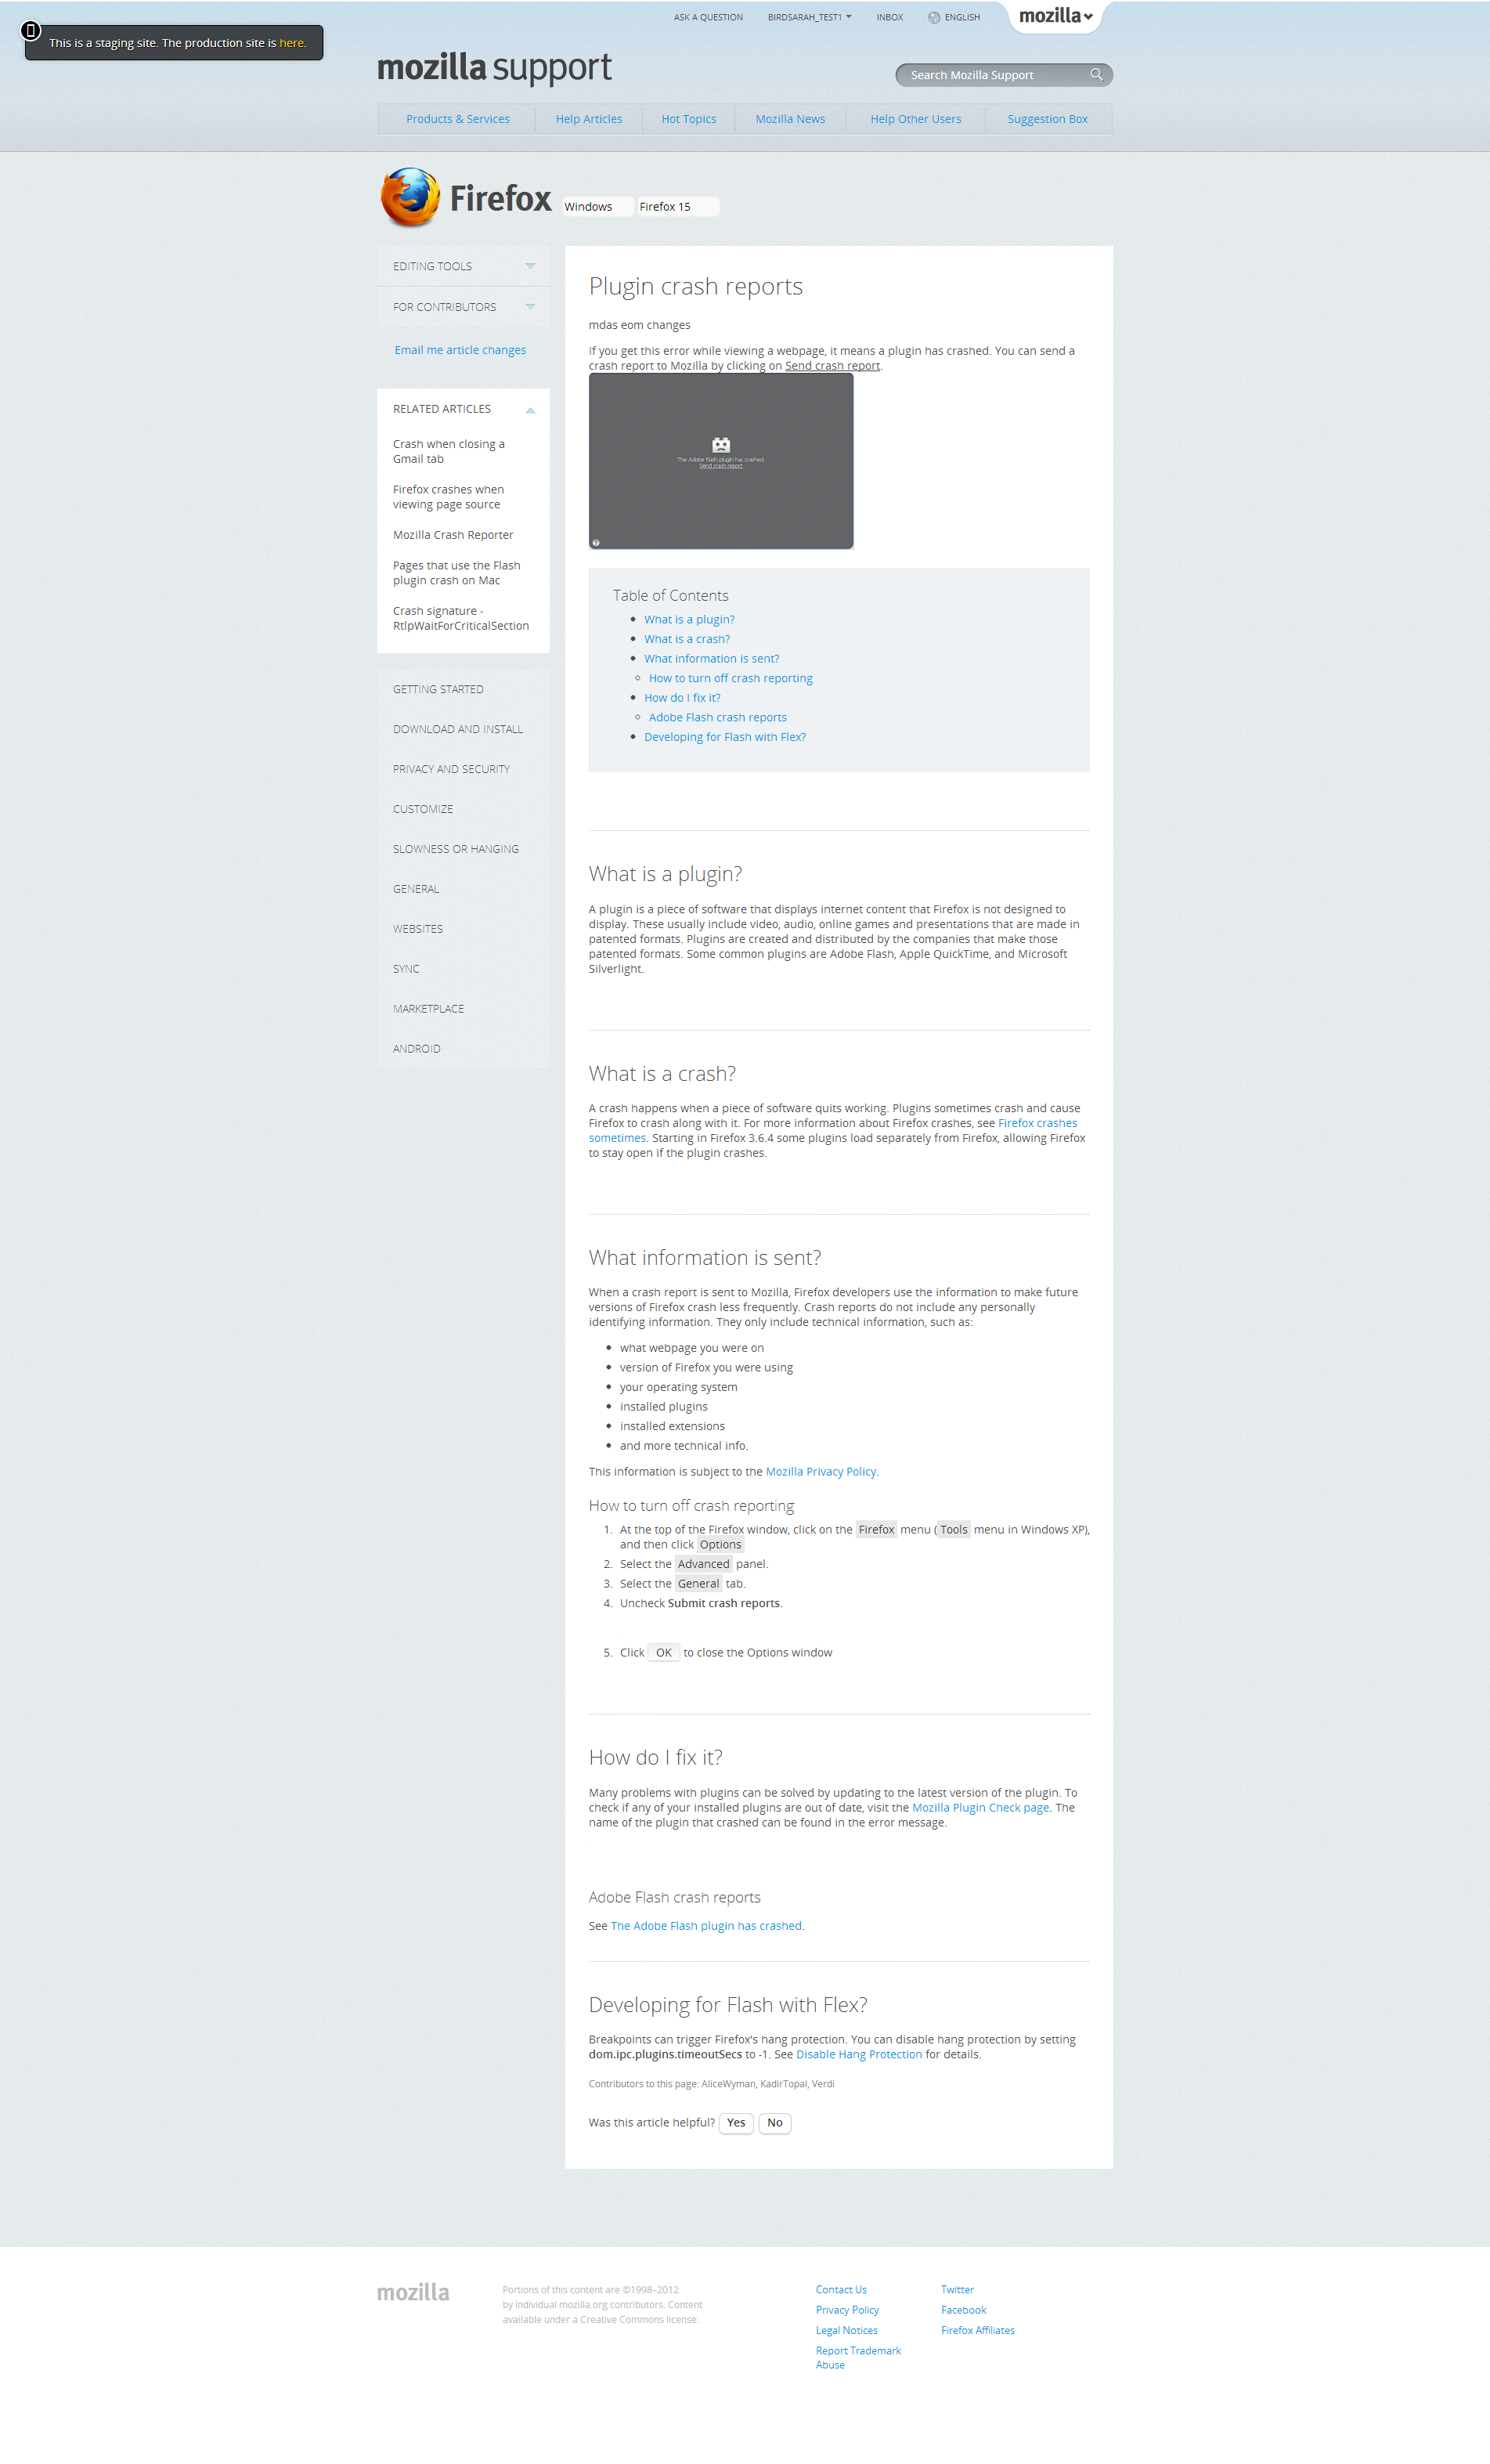 This is a staging site. The production site is here.
ASK A QUESTION BIRDSARAH_TEST1 INBOX ENGLISH mozilla
mozilla support
Search Mozilla Support
Products & Services Help Articles Hot Topics Mozilla News Help Other Users Suggestion Box
Firefox Windows Firefox 15
EDITING TOOLS
FOR CONTRIBUTORS
Email me article changes
RELATED ARTICLES
Crash when closing a
Gmail tab
Firefox crashes when
viewing page source
Mozilla Crash Reporter
Pages that use the Flash
plugin crash on Mac
Crash signature -
RtlpWaitForCriticalSection
GETTING STARTED
DOWNLOAD AND INSTALL
PRIVACY AND SECURITY
CUSTOMIZE
SLOWNESS OR HANGING
GENERAL
WEBSITES
SYNC
MARKETPLACE
ANDROID
Plugin crash reports
mdas eom changes
If you get this error while viewing a webpage, it means a plugin has crashed. You can send a
crash report to Mozilla by clicking on Send crash report.
The Adobe Flash plugin has crashed.
Send crash report
?
Table of Contents
What is a plugin?
What is a crash?
What information is sent?
How to turn off crash reporting
How do I fix it?
Adobe Flash crash reports
Developing for Flash with Flex?
What is a plugin?
A plugin is a piece of software that displays internet content that Firefox is not designed to
display. These usually include video, audio, online games and presentations that are made in
patented formats. Plugins are created and distributed by the companies that make those
patented formats. Some common plugins are Adobe Flash, Apple QuickTime, and Microsoft
Silverlight.
What is a crash?
A crash happens when a piece of software quits working. Plugins sometimes crash and cause
Firefox to crash along with it. For more information about Firefox crashes, see Firefox crashes
sometimes. Starting in Firefox 3.6.4 some plugins load separately from Firefox, allowing Firefox
to stay open if the plugin crashes.
What information is sent?
When a crash report is sent to Mozilla, Firefox developers use the information to make future
versions of Firefox crash less frequently. Crash reports do not include any personally
identifying information. They only include technical information, such as:
what webpage you were on
version of Firefox you were using
your operating system
installed plugins
installed extensions
and more technical info.
This information is subject to the Mozilla Privacy Policy.
How to turn off crash reporting
1. At the top of the Firefox window, click on the Firefox menu (Tools menu in Windows XP),
and then click Options
2. Select the Advanced panel.
3. Select the General tab.
4. Uncheck Submit crash reports.
5. Click OK to close the Options window
How do I fix it?
Many problems with plugins can be solved by updating to the latest version of the plugin. To
check if any of your installed plugins are out of date, visit the Mozilla Plugin Check page. The
name of the plugin that crashed can be found in the error message.
Adobe Flash crash reports
See The Adobe Flash plugin has crashed.
Developing for Flash with Flex?
Breakpoints can trigger Firefox's hang protection. You can disable hang protection by setting
dom.ipc.plugins.timeoutSecs to -1. See Disable Hang Protection for details.
Contributors to this page: AliceWyman, KadirTopal, Verdi
Was this article helpful? Yes No
mozilla
Portions of this content are ©1998–2012
by individual mozilla.org contributors. Content
available under a Creative Commons license.
Contact Us
Privacy Policy
Legal Notices
Report Trademark
Abuse
Twitter
Facebook
Firefox Affiliates